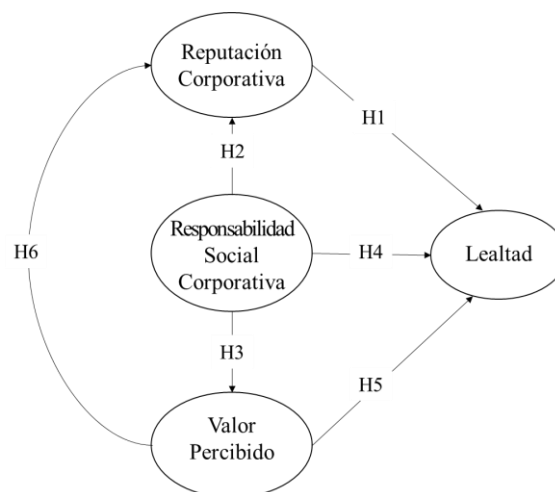 Reputación
Corporativa
H1
H2
Responsabilidad
Social
Corporativa
H6
H4
Lealtad
H3
H5
Valor
Percibido